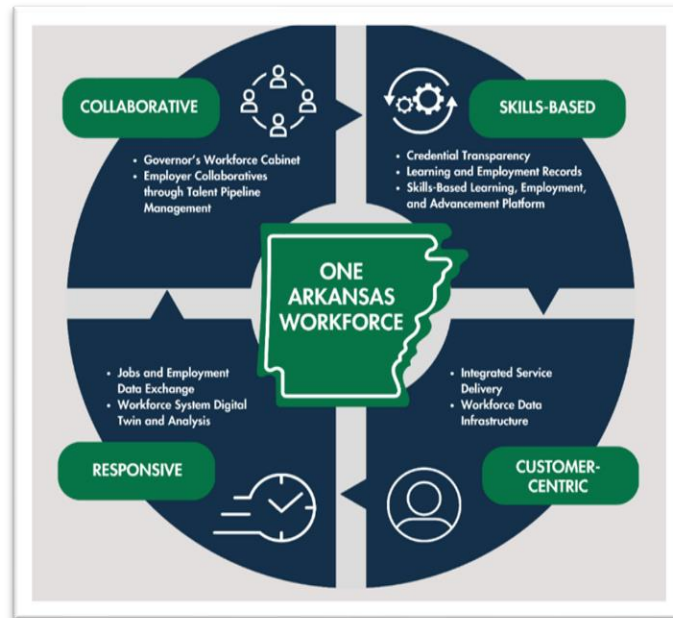 COLLABORATIVE
• Governor's Workforce Cabinet
• Employer Collaboratives
through Talent Pipeline
Management
SKILLS-BASED
• Credential Transparency
• Learning and Employment Records
• Skills-Based Learning, Employment,
and Advancement Platform
ONE
ARKANSAS
WORKFORCE
• Jobs and Employment
Data Exchange
• Workforce System Digital
Twin and Analysis
RESPONSIVE
• Integrated Service
Delivery
• Workforce Data
Infrastructure
CUSTOMER-
CENTRIC